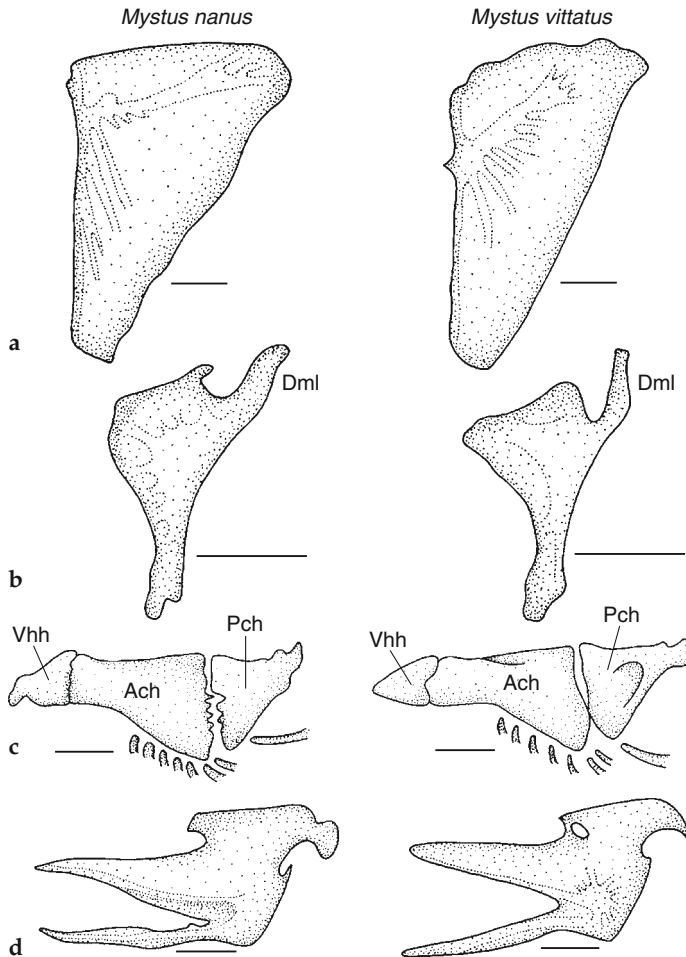 Mystus nanus Mystus vittatus
a
Dml Dml
b
Vhh Pch Vhh Pch
Ach Ach
c
d